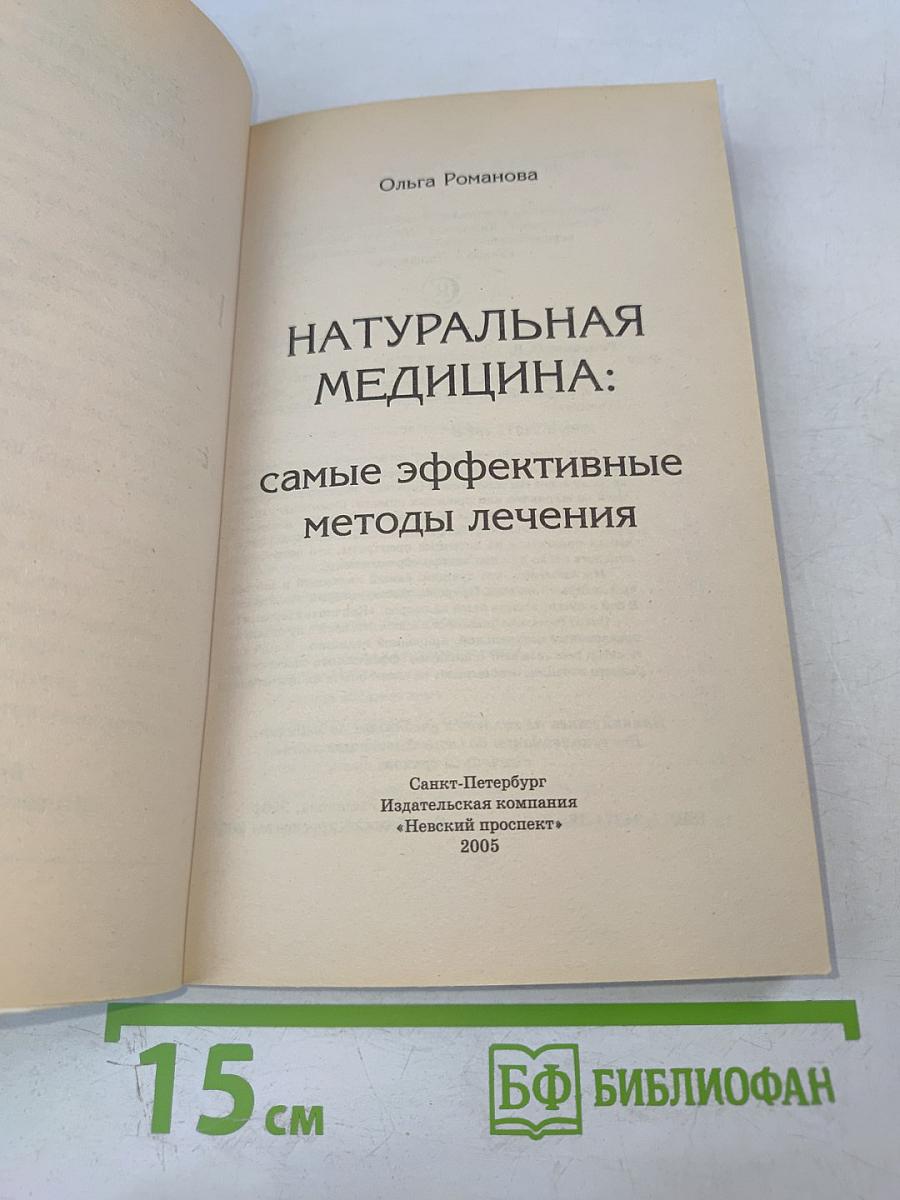 Ольга Романова
НАТУРАЛЬНАЯ
МЕДИЦИНА:
самые эффективные
методы лечения
Санкт-Петербург
Издательская компания
«Невский проспект»
2005
15 см
БФ БИБЛИОФАН